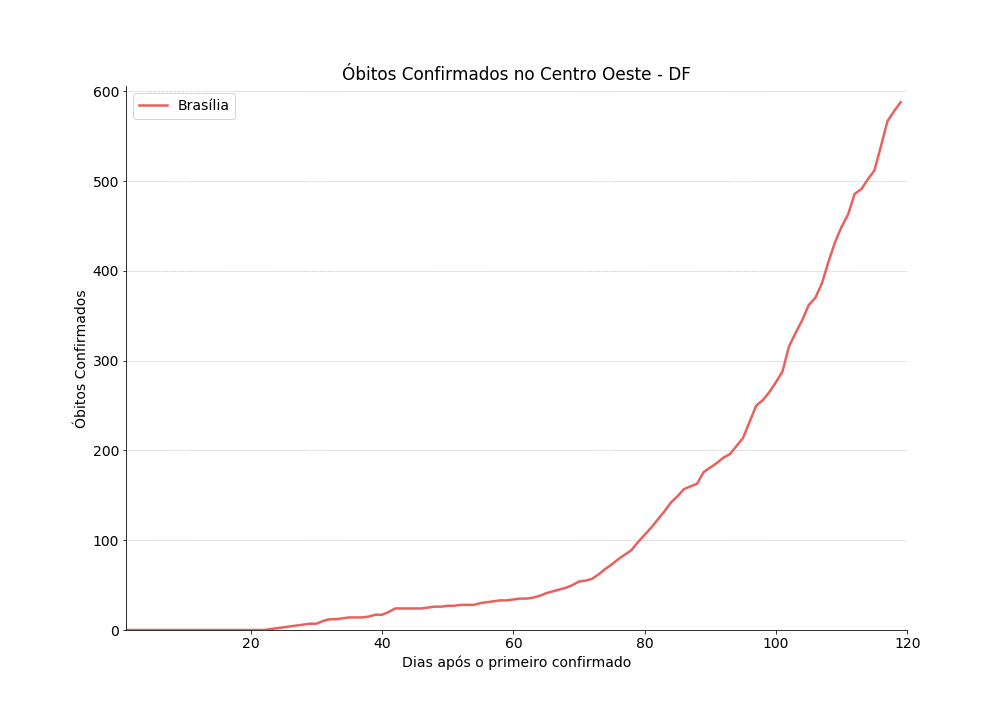 Óbitos Confirmados no Centro Oeste - DF
Brasília
600
500
400
300
200
100
0
Óbitos Confirmados
20 40 60 80 100 120
Dias após o primeiro confirmado